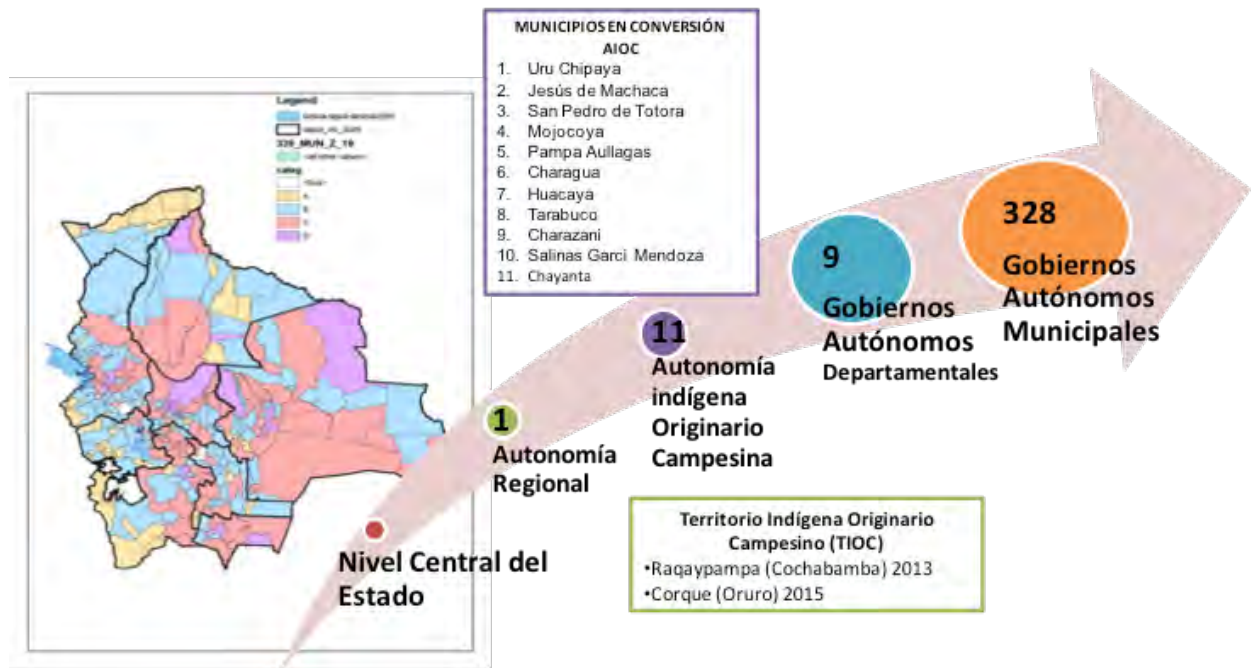 MUNICIPIOS EN CONVERSIÓN
AIOC
1. Uru Chipaya
2. Jesús de Machaca
3. San Pedro de Totora
4. Mojocoya
5. Pampa Aullagas
6. Charagua
7. Huacaya
8. Tarabuco
9. Charazani
10. Salinas Garci Mendoza
11. Chayanta
Legend
categ
A
328
Gobiernos
Autónomos
Municipales
9
Gobiernos
Autónomos
Departamentales
11
Autonomía
indígena
Originario
Campesina
1
Autonomía
Regional
Nivel Central del
Estado
Territorio Indígena Originario
Campesino (TIOC)
•Raqaypampa (Cochabamba) 2013
•Corque (Oruro) 2015